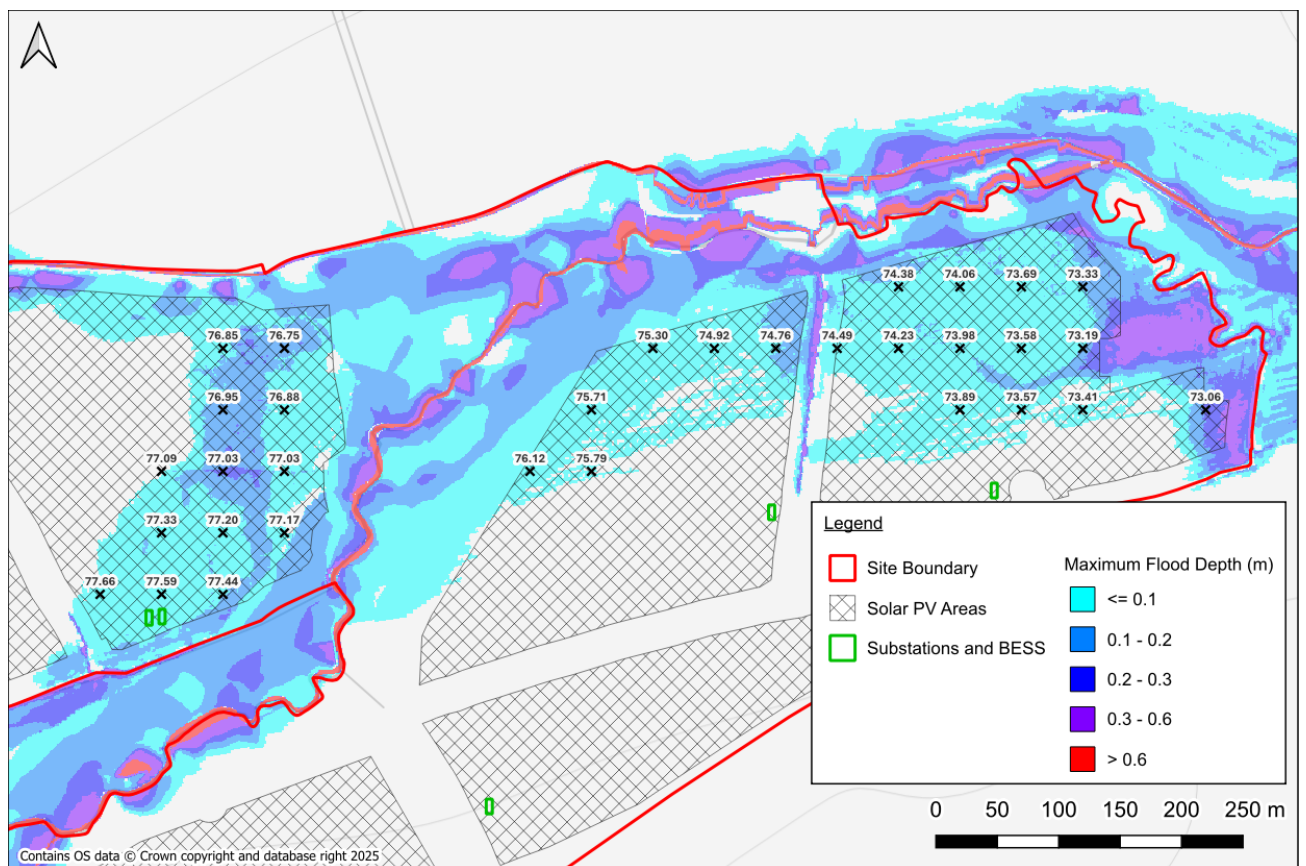 74.38 74.06 73.69 73.33
76.85 76.75 75.30 74.92 74.76 74.49 74.23 73.98 73.58 73.19
76.95 76.88 75.71 73.89 73.57 73.41 73.06
77.09 77.03 77.03 76.12 75.79
77.33 77.20 77.17
77.66 77.59 77.44
Legend
Site Boundary
Solar PV Areas
Substations and BESS
Maximum Flood Depth (m)
<= 0.1
0.1 - 0.2
0.2 - 0.3
0.3 - 0.6
> 0.6
0 50 100 150 200 250 m
Contains OS data © Crown copyright and database right 2025